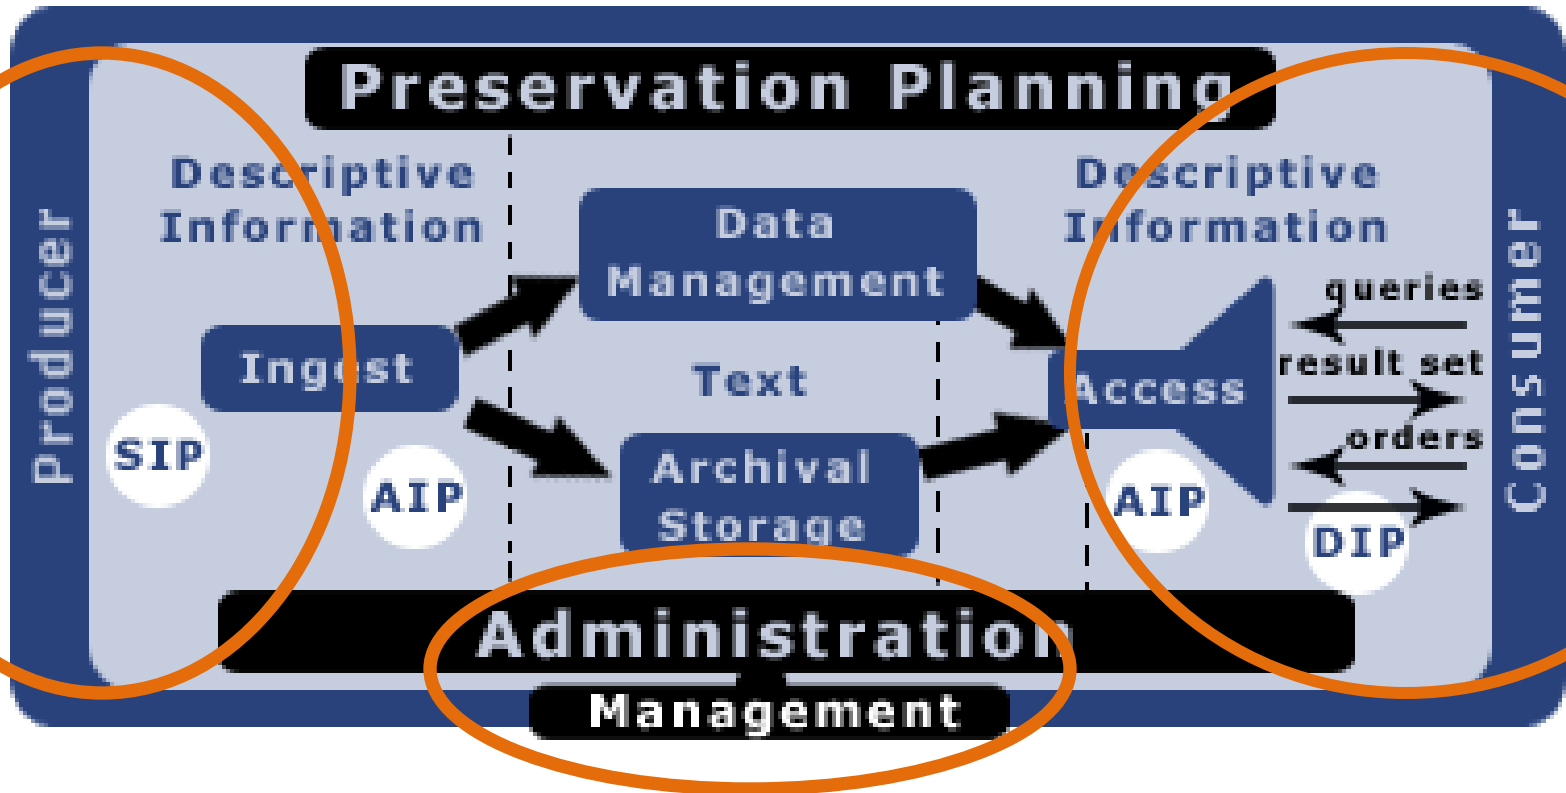 Preservation Planning
Producer
Descriptive
Information
Ingest
SIP
AIP
Data
Management
Text
Archival
Storage
Descriptive
Information
Access
AIP
queries
result set
orders
DIP
Consumer
Administration
Management